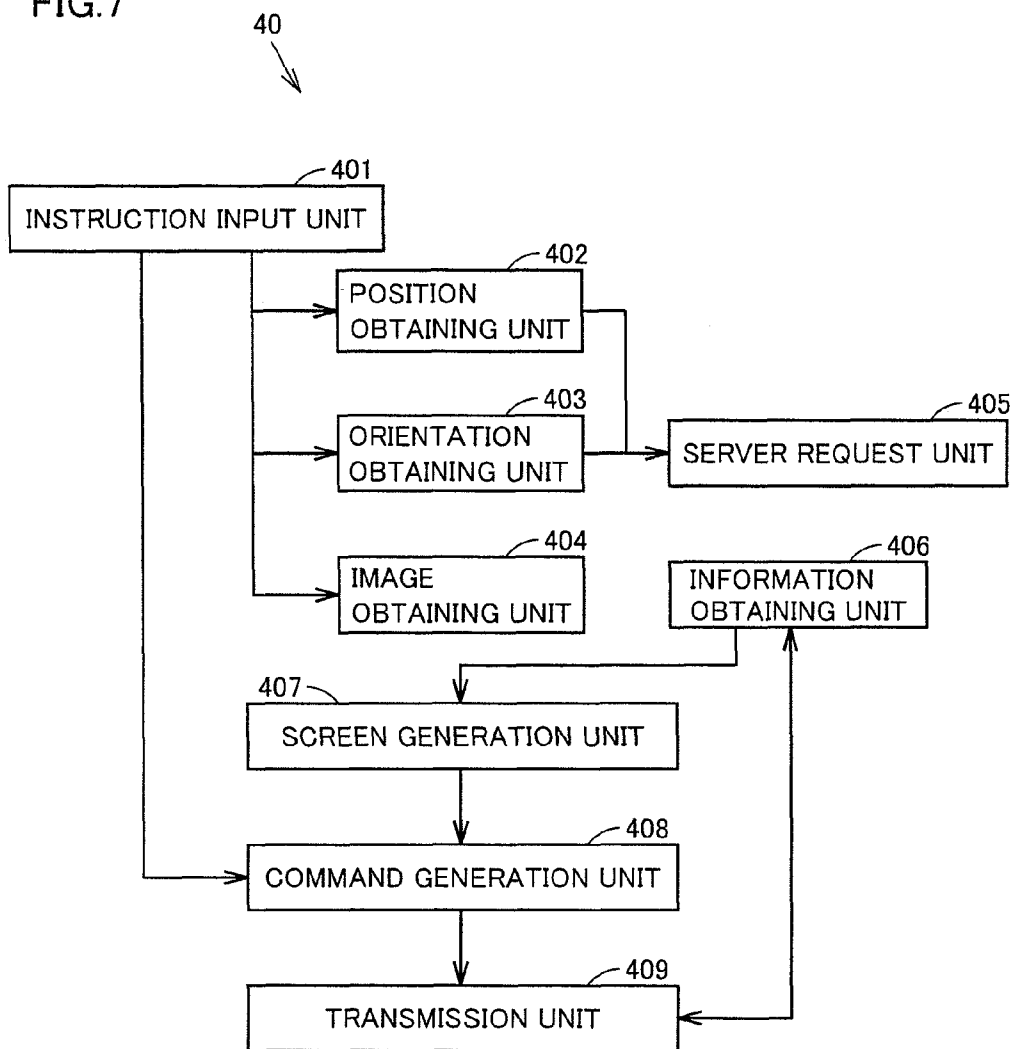 FIG.7
40
401
INSTRUCTION INPUT UNIT
402
POSITION
OBTAINING UNIT
403
ORIENTATION
OBTAINING UNIT
405
SERVER REQUEST UNIT
404
IMAGE
OBTAINING UNIT
406
INFORMATION
OBTAINING UNIT
407
SCREEN GENERATION UNIT
408
COMMAND GENERATION UNIT
409
TRANSMISSION UNIT